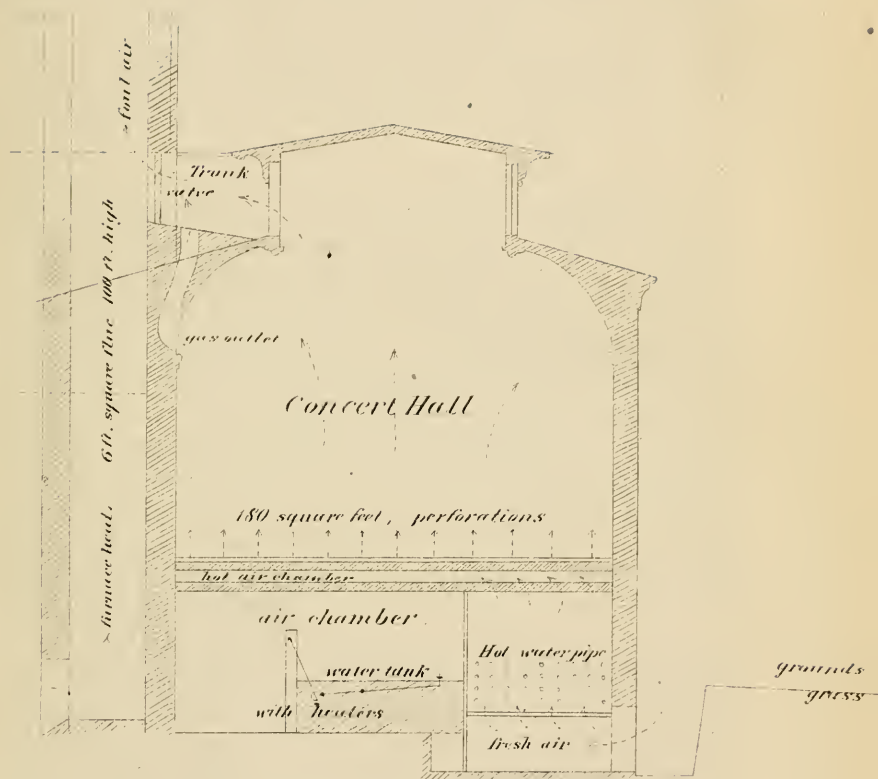 foul air
Trunk
valve
6 ft. square flue 100 ft. high
gas outlet
Concert Hall
180 square feet, perforations
furnace heat.
hot air chamber
air chamber.
Hot water pipe
water tank
with heaters
grounds
grass
fresh air